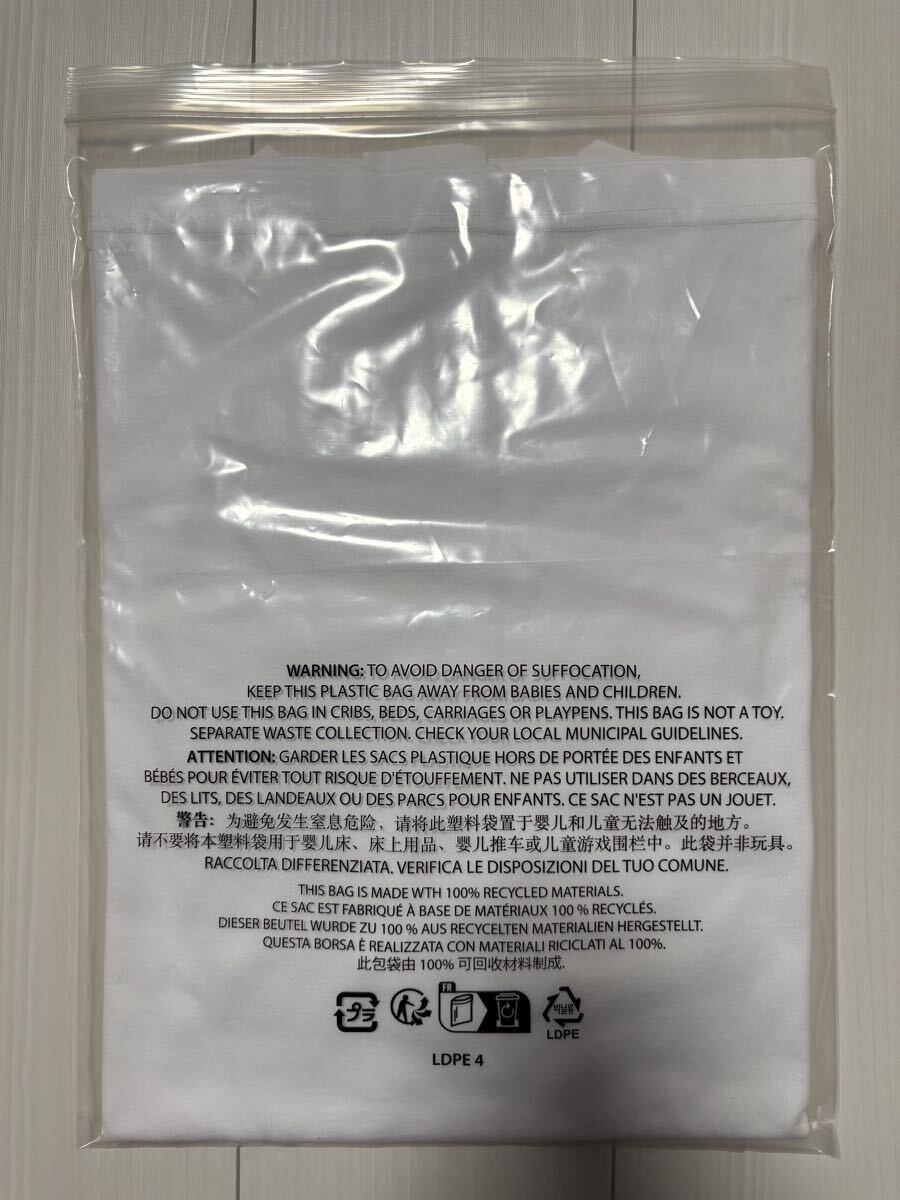 WARNING: TO AVOID DANGER OF SUFFOCATION,
KEEP THIS PLASTIC BAG AWAY FROM BABIES AND CHILDREN.
DO NOT USE THIS BAG IN CRIBS, BEDS, CARRIAGES OR PLAYPENS. THIS BAG IS NOT A TOY.
SEPARATE WASTE COLLECTION. CHECK YOUR LOCAL MUNICIPAL GUIDELINES.
ATTENTION: GARDER LES SACS PLASTIQUE HORS DE PORTÉE DES ENFANTS ET
BÉBÉS POUR ÉVITER TOUT RISQUE D'ÉTOUFFEMENT. NE PAS UTILISER DANS DES BERCEAUX,
DES LITS, DES LANDEAUX OU DES PARCS POUR ENFANTS. CE SAC N'EST PAS UN JOUET.
警告：为避免发生窒息危险，请将此塑料袋置于婴儿和儿童无法触及的地方。
请不要将本塑料袋用于婴儿床、床上用品、婴儿推车或儿童游戏围栏中。此袋并非玩具。
RACCOLTA DIFFERENZIATA. VERIFICA LE DISPOSIZIONI DEL TUO COMUNE.
THIS BAG IS MADE WTH 100% RECYCLED MATERIALS.
CE SAC EST FABRIQUÉ À BASE DE MATÉRIAUX 100 % RECYCLÉS.
DIESER BEUTEL WURDE ZU 100 % AUS RECYCELTEN MATERIALIEN HERGESTELLT.
QUESTA BORSA È REALIZZATA CON MATERIALI RICICLATI AL 100%.
此包袋由 100% 可回收材料制成.
プラ FR 비닐류
LDPE
LDPE 4